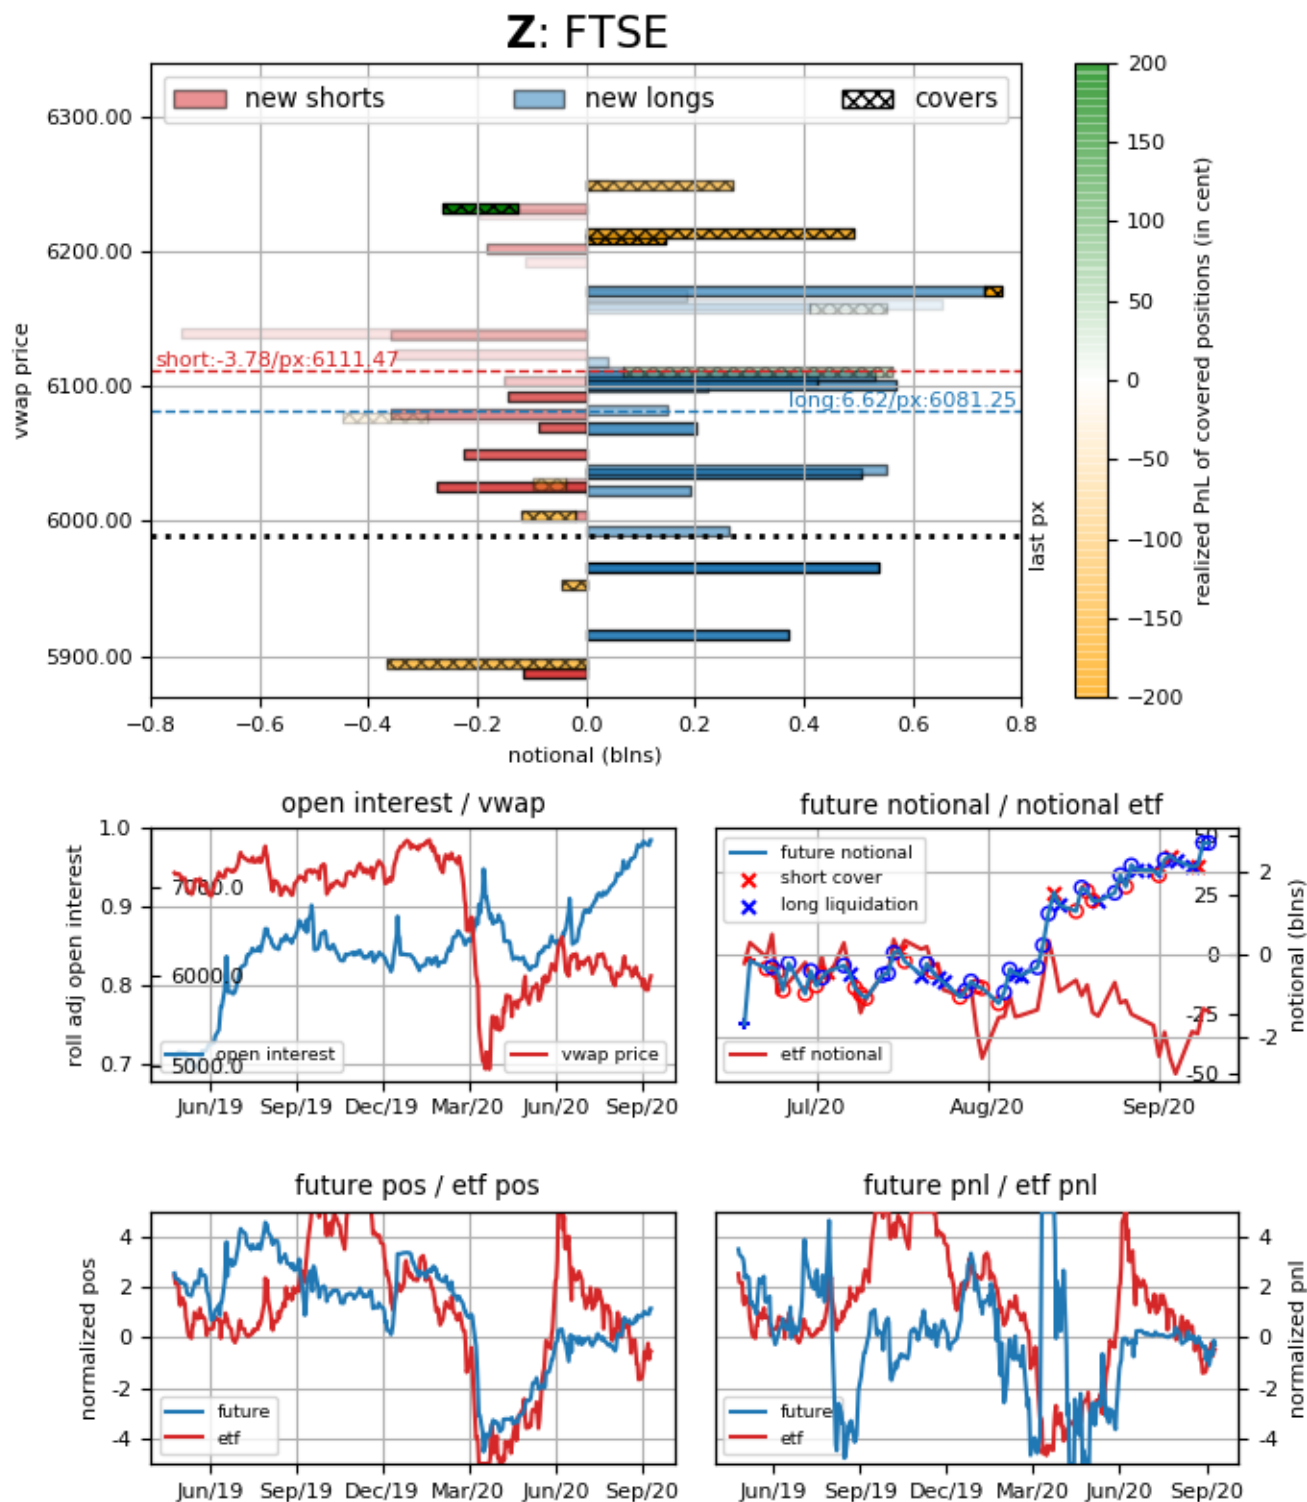 Z: FTSE
new shorts new longs covers
6300.00
6200.00
6100.00
6000.00
5900.00
vwap price
short:-3.78/px:6111.47
long:6.62/px:6081.25
last px
−0.8 −0.6 −0.4 −0.2 0.0 0.2 0.4 0.6 0.8
notional (blns)
200
150
100
50
0
−50
−100
−150
−200
realized PnL of covered positions (in cent)
open interest / vwap
1.0
0.9
0.8
0.7
roll adj open interest
7000.0
6000.0
5000.0
open interest
vwap price
Jun/19 Sep/19 Dec/19 Mar/20 Jun/20 Sep/20
future notional / notional etf
future notional
short cover
long liquidation
etf notional
50
25
-25
-50
2
0
-2
notional (blns)
Jul/20 Aug/20 Sep/20
future pos / etf pos
4
2
0
-2
-4
normalized pos
future
etf
Jun/19 Sep/19 Dec/19 Mar/20 Jun/20 Sep/20
future pnl / etf pnl
future
etf
4
2
0
-2
-4
normalized pnl
Jun/19 Sep/19 Dec/19 Mar/20 Jun/20 Sep/20